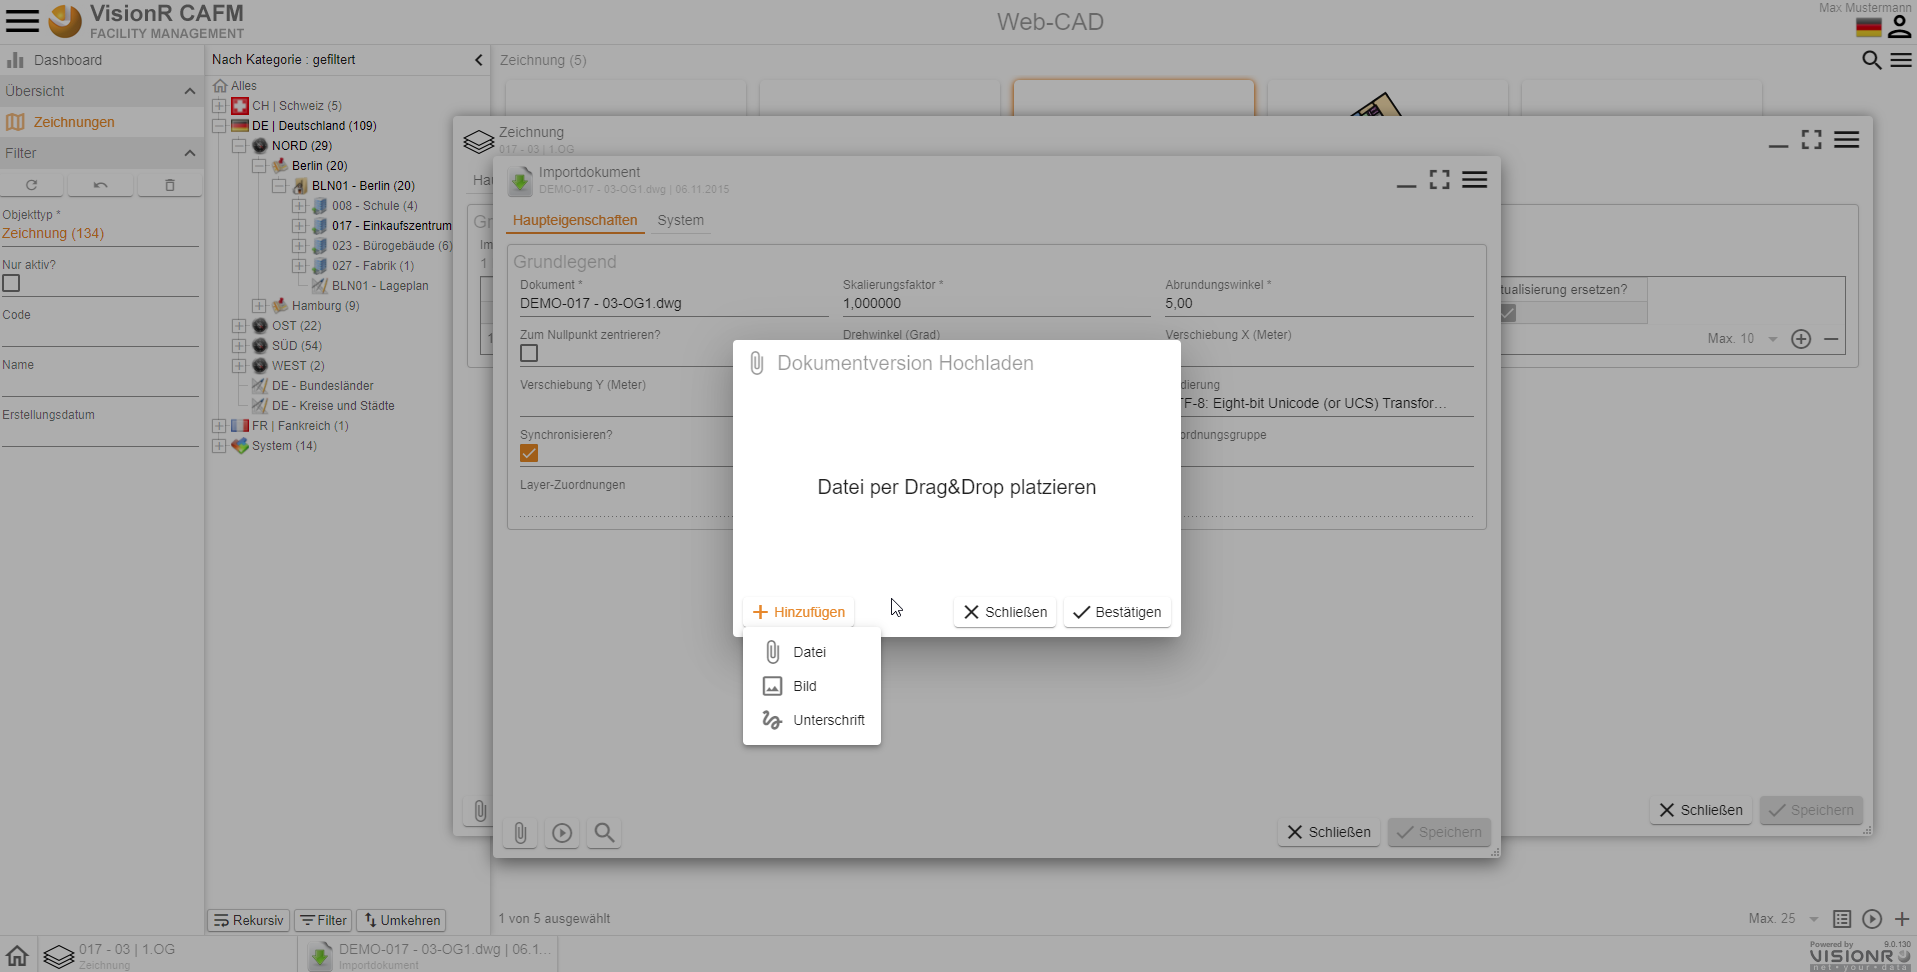 VisionR CAFM
FACILITY MANAGEMENT
Web-CAD
Max Mustermann
Dashboard
Übersicht
Zeichnungen
Filter
Objekttyp *
Zeichnung (134)
Nur aktiv?
Code
Name
Erstellungsdatum
Nach Kategorie : gefiltert
Alles
CH | Schweiz (5)
DE | Deutschland (109)
NORD (29)
Berlin (20)
BLN01 - Berlin (20)
008 - Schule (4)
017 - Einkaufszentrum
023 - Bürogebäude (6)
027 - Fabrik (1)
BLN01 - Lageplan
Hamburg (9)
OST (22)
SÜD (54)
WEST (2)
DE - Bundesländer
DE - Kreise und Städte
FR | Fankreich (1)
System (14)
Rekursiv
Filter
Umkehren
Zeichnung (5)
Zeichnung
017 - 03 | 1.OG
Ha
Gr
Im
1
1
tualisierung ersetzen?
Max. 10
Schließen
Speichern
Importdokument
DEMO-017 - 03-OG1.dwg | 06.11.2015
Haupteigenschaften
System
Grundlegend
Dokument *
DEMO-017 - 03-OG1.dwg
Skalierungsfaktor *
1,000000
Abrundungswinkel *
5,00
Zum Nullpunkt zentrieren?
Drehwinkel (Grad)
Verschiebung X (Meter)
Verschiebung Y (Meter)
dierung
TF-8: Eight-bit Unicode (or UCS) Transfor...
Synchronisieren?
ordnungsgruppe
Layer-Zuordnungen
Schließen
Speichern
Dokumentversion Hochladen
Datei per Drag&Drop platzieren
Hinzufügen
Schließen
Bestätigen
Datei
Bild
Unterschrift
1 von 5 ausgewählt
Max. 25
017 - 03 | 1.OG
Zeichnung
DEMO-017 - 03-OG1.dwg | 06.1...
Importdokument
Powered by
9.0.130
VISIONR
net • your • data